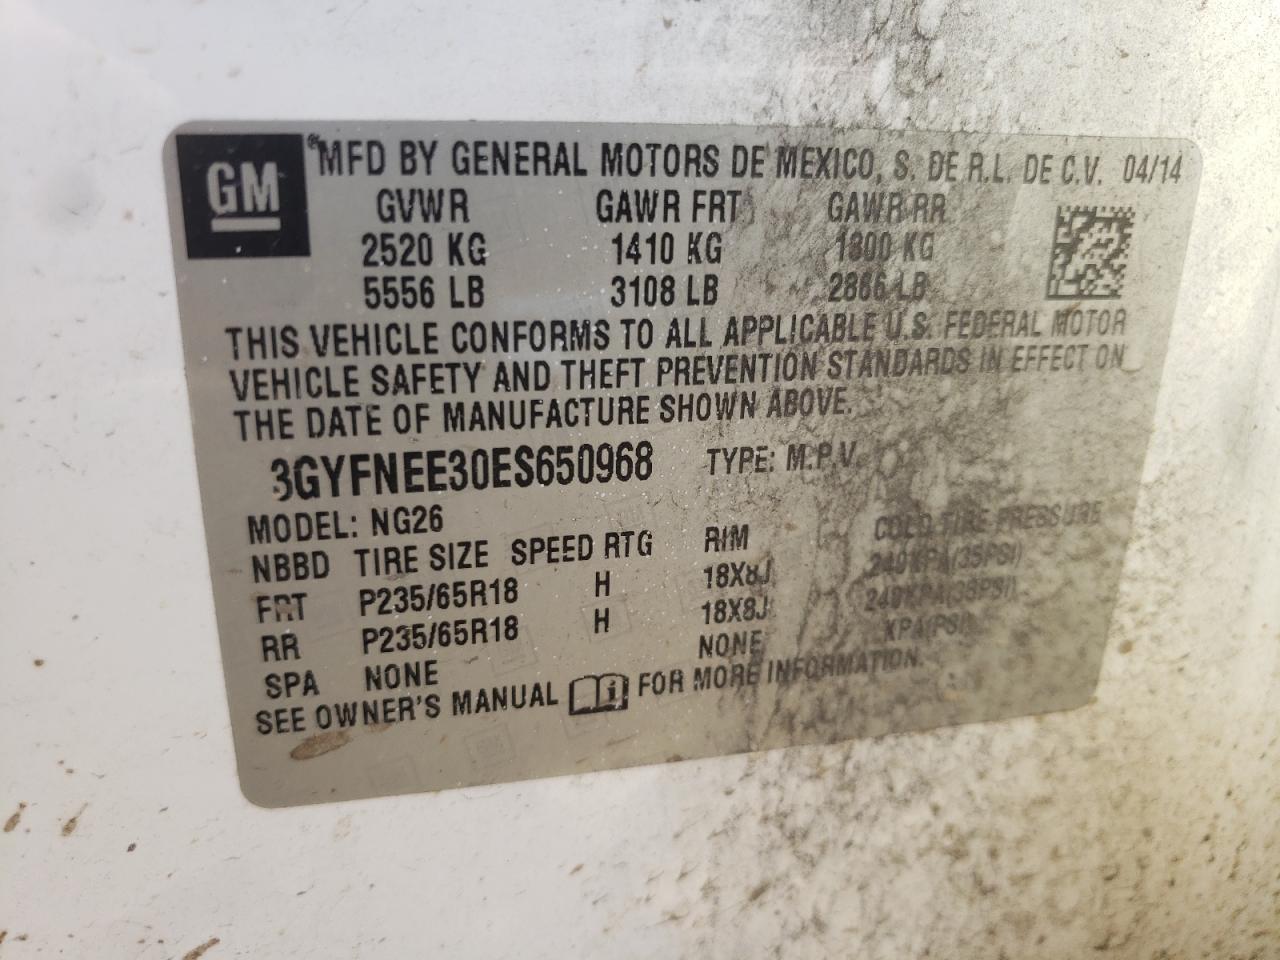 GM ® MFD BY GENERAL MOTORS DE MEXICO, S. DE R.L. DE C.V. 04/14
GVWR GAWR FRT GAWR RR
2520 KG 1410 KG 1300 KG
5556 LB 3108 LB 2866 LB
THIS VEHICLE CONFORMS TO ALL APPLICABLE U.S. FEDERAL MOTOR
VEHICLE SAFETY AND THEFT PREVENTION STANDARDS IN EFFECT ON
THE DATE OF MANUFACTURE SHOWN ABOVE.
3GYFNEE30ES650968 TYPE: M.P.V.
MODEL: NG26
NBBD TIRE SIZE SPEED RTG RIM COLD TIRE PRESSURE
FRT P235/65R18 H 18X8J 240KPA(35PSI)
RR P235/65R18 H 18X8J 240KPA(35PSI)
SPA NONE NONE KPA(PSI)
SEE OWNER'S MANUAL FOR MORE INFORMATION.